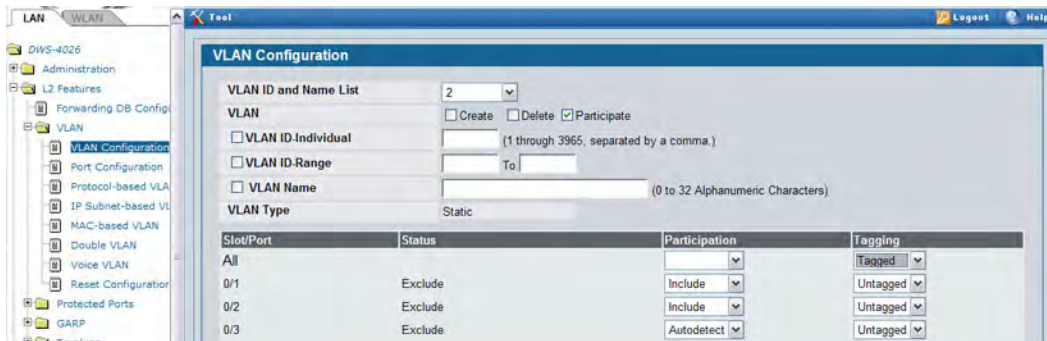 LAN WLAN
Tool Logout Help
DWS-4026
Administration
L2 Features
Forwarding DB Config
VLAN
VLAN Configuration
Port Configuration
Protocol-based VLA
IP Subnet-based VL
MAC-based VLAN
Double VLAN
Voice VLAN
Reset Configuration
Protected Ports
GARP
VLAN Configuration
VLAN ID and Name List 2
VLAN Create Delete Participate
VLAN ID-Individual (1 through 3965, separated by a comma.)
VLAN ID-Range To
VLAN Name (0 to 32 Alphanumeric Characters)
VLAN Type Static
Slot/Port Status Participation Tagging
All Tagged
0/1 Exclude Include Untagged
0/2 Exclude Include Untagged
0/3 Exclude Autodetect Untagged